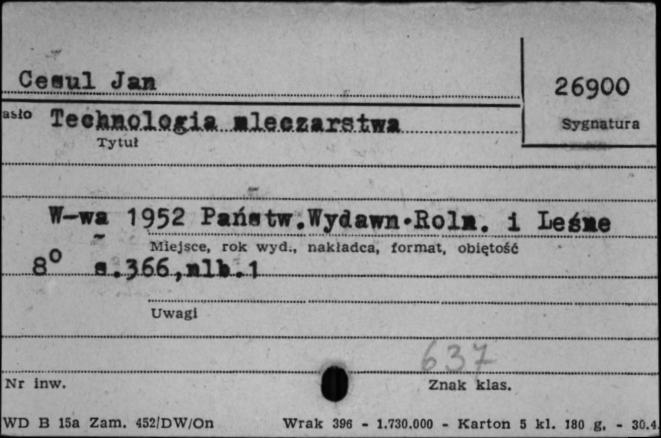 Cesul Jan
26900
asło Technologia mleczarstwa
Sygnatura
Tytuł
W-wa 1952 Państw.Wydawn.Roln. i Leśne
Miejsce, rok wyd., nakładca, format, obiętość
8° s.366,nlb.1
Uwagi
637
Nr inw.
Znak klas.
WD B 15a Zam. 452/DW/On Wrak 396 - 1.730.000 - Karton 5 kl. 180 g. - 30.4